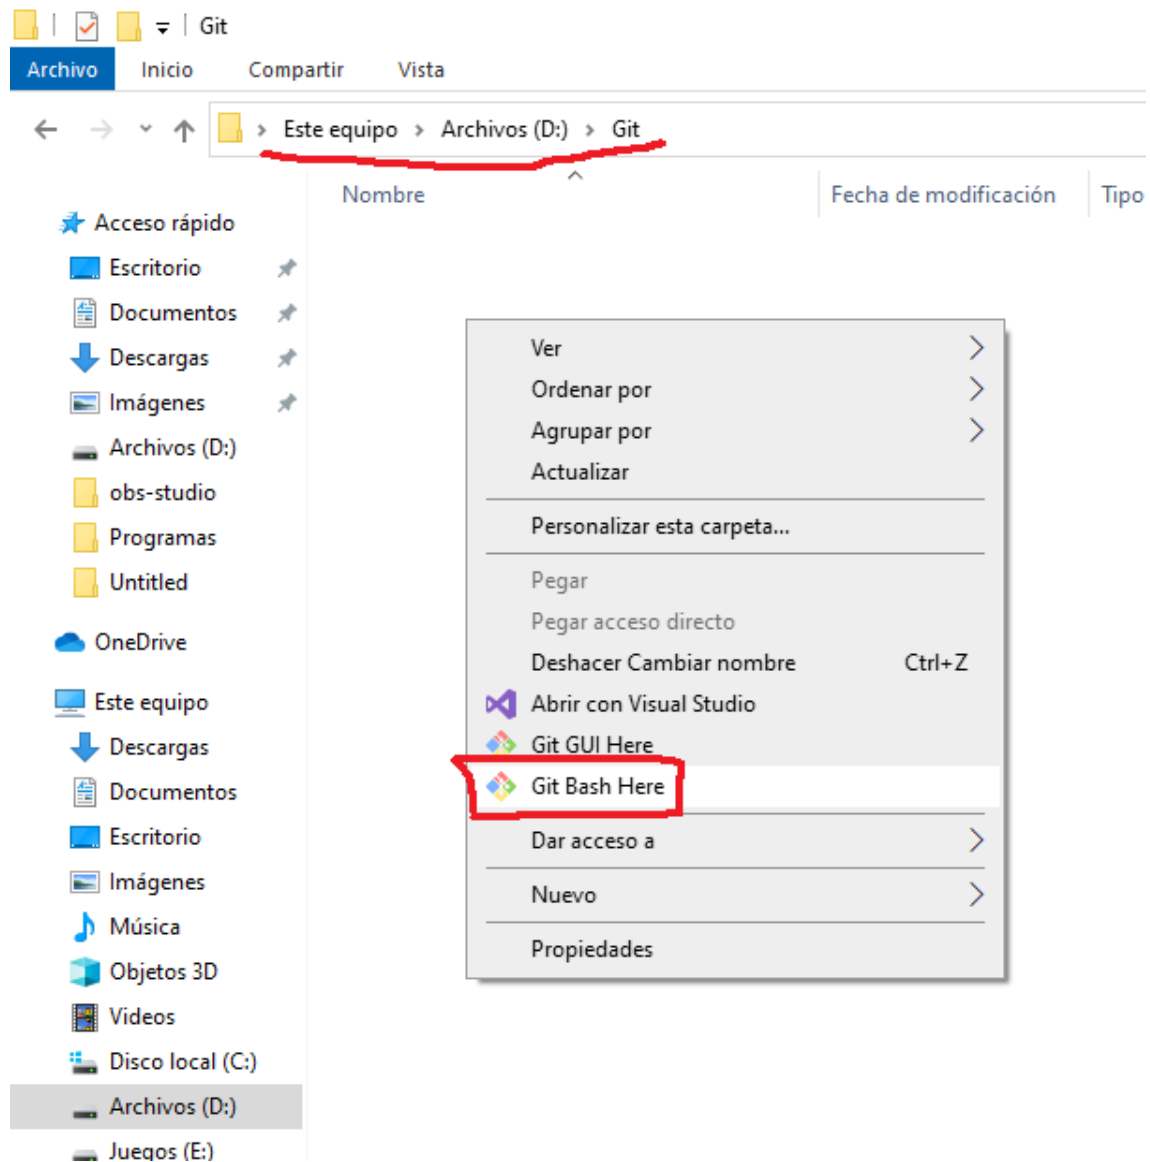 Git
Archivo Inicio Compartir Vista
Este equipo > Archivos (D:) > Git
Nombre Fecha de modificación Tipo
Acceso rápido
Escritorio
Documentos
Descargas
Imágenes
Archivos (D:)
obs-studio
Programas
Untitled
OneDrive
Este equipo
Descargas
Documentos
Escritorio
Imágenes
Música
Objetos 3D
Videos
Disco local (C:)
Archivos (D:)
Juegos (E:)
Ver
Ordenar por
Agrupar por
Actualizar
Personalizar esta carpeta...
Pegar
Pegar acceso directo
Deshacer Cambiar nombre Ctrl+Z
Abrir con Visual Studio
Git GUI Here
Git Bash Here
Dar acceso a
Nuevo
Propiedades